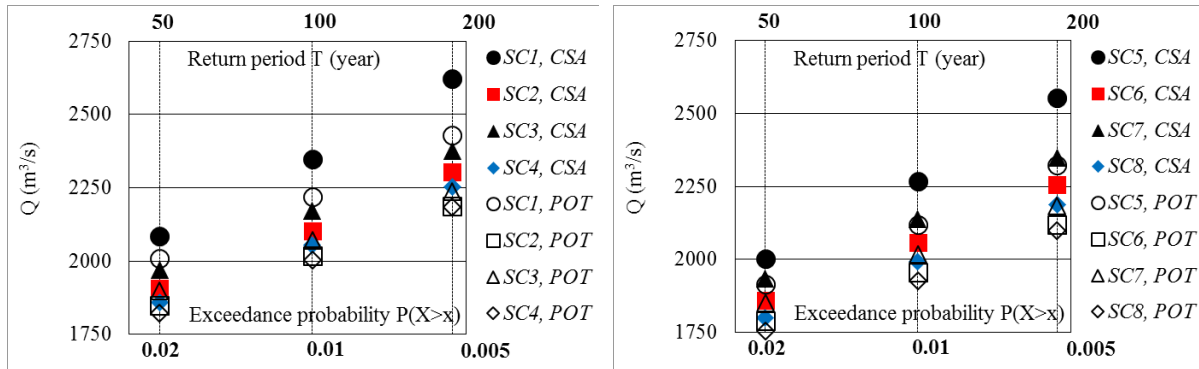 50 100 200
2750
2500
2250
2000
1750
Q (m³/s)
Return period T (year)
Exceedance probability P(X>x)
0.02 0.01 0.005
SC1, CSA
SC2, CSA
SC3, CSA
SC4, CSA
SC1, POT
SC2, POT
SC3, POT
SC4, POT
50 100 200
2750
2500
2250
2000
1750
Q (m³/s)
Return period T (year)
Exceedance probability P(X>x)
0.02 0.01 0.005
SC5, CSA
SC6, CSA
SC7, CSA
SC8, CSA
SC5, POT
SC6, POT
SC7, POT
SC8, POT